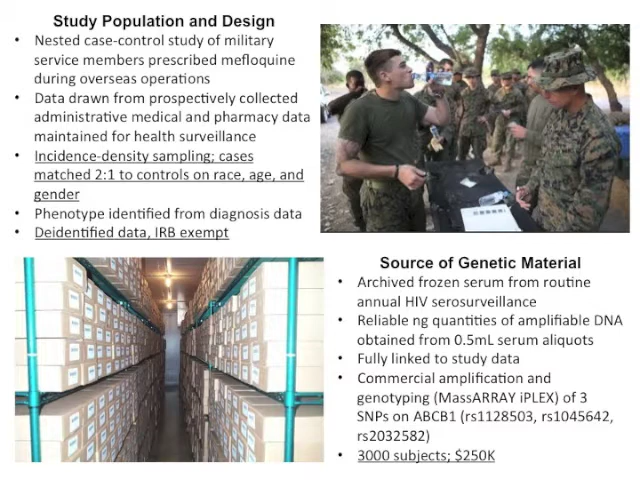 Study Population and Design
• Nested case-control study of military
service members prescribed mefloquine
during overseas operations
• Data drawn from prospectively collected
administrative medical and pharmacy data
maintained for health surveillance
• Incidence-density sampling; cases
matched 2:1 to controls on race, age, and
gender
• Phenotype identified from diagnosis data
• Deidentified data, IRB exempt
Source of Genetic Material
• Archived frozen serum from routine
annual HIV serosurveillance
• Reliable ng quantities of amplifiable DNA
obtained from 0.5mL serum aliquots
• Fully linked to study data
• Commercial amplification and
genotyping (MassARRAY iPLEX) of 3
SNPs on ABCB1 (rs1128503, rs1045642,
rs2032582)
• 3000 subjects; $250K